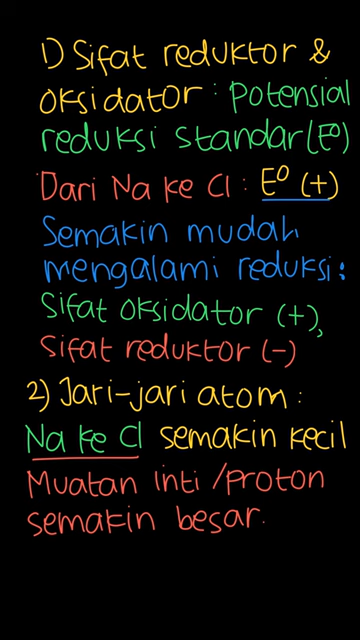 1) Sifat reduktor &
oksidator : Potensial
reduksi standar (E°)
Dari Na ke Cl : E° (+)
Semakin mudah
mengalami reduksi :
Sifat oksidator (+),
Sifat reduktor (-)
2) Jari-jari atom :
Na ke Cl semakin kecil
Muatan inti /proton
semakin besar.